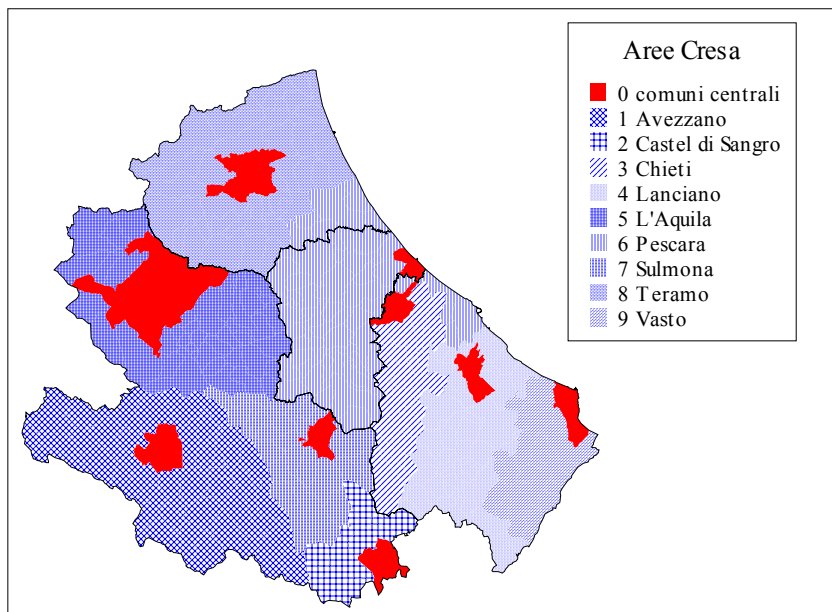 Aree Cresa
0 comuni centrali
1 Avezzano
2 Castel di Sangro
3 Chieti
4 Lanciano
5 L'Aquila
6 Pescara
7 Sulmona
8 Teramo
9 Vasto